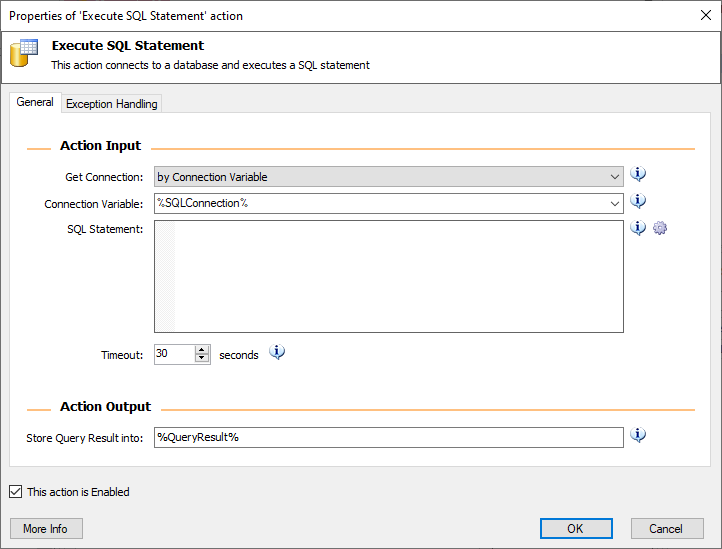 Properties of 'Execute SQL Statement' action
Execute SQL Statement
This action connects to a database and executes a SQL statement
General
Exception Handling
Action Input
Get Connection:
by Connection Variable
Connection Variable:
%SQLConnection%
SQL Statement:
Timeout:
30
seconds
Action Output
Store Query Result into:
%QueryResult%
This action is Enabled
More Info
OK
Cancel